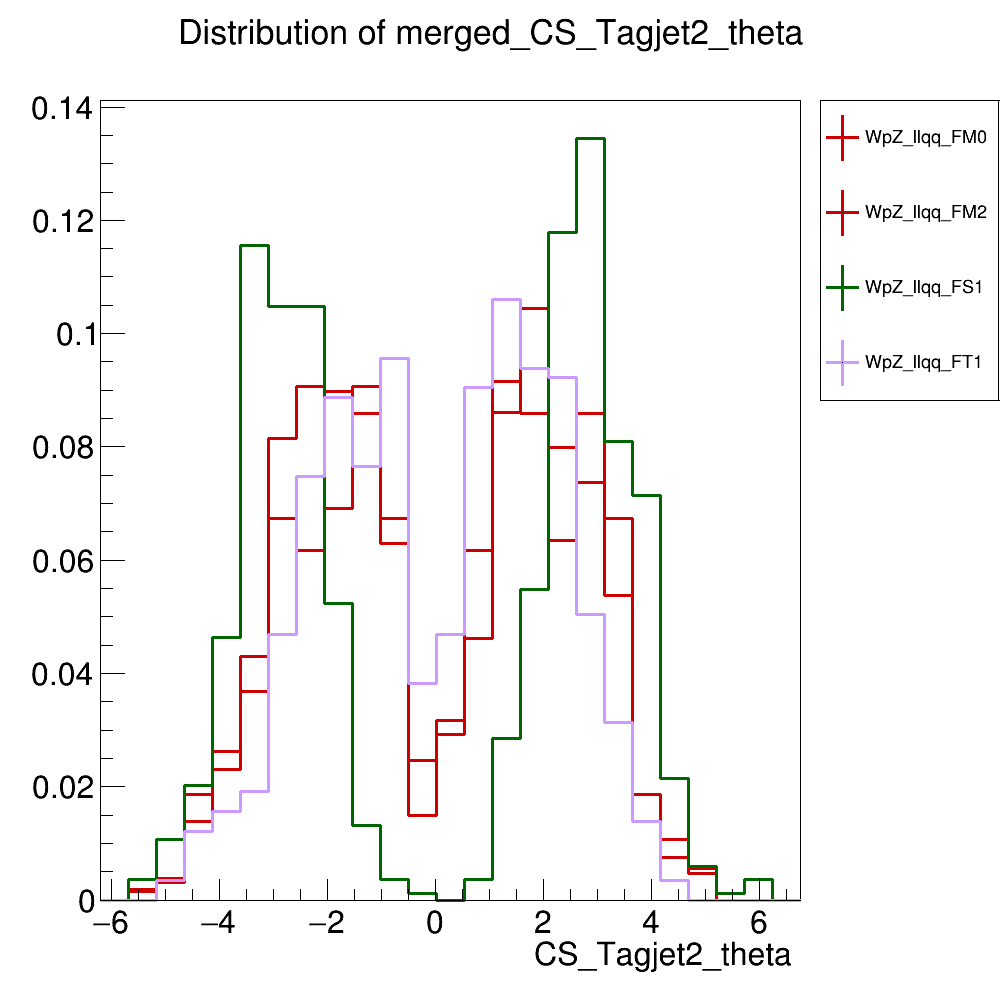 Distribution of merged_CS_Tagjet2_theta
0.14
0.12
0.1
0.08
0.06
0.04
0.02
0
−6 −4 −2 0 2 4 6
CS_Tagjet2_theta
WpZ_llqq_FM0
WpZ_llqq_FM2
WpZ_llqq_FS1
WpZ_llqq_FT1